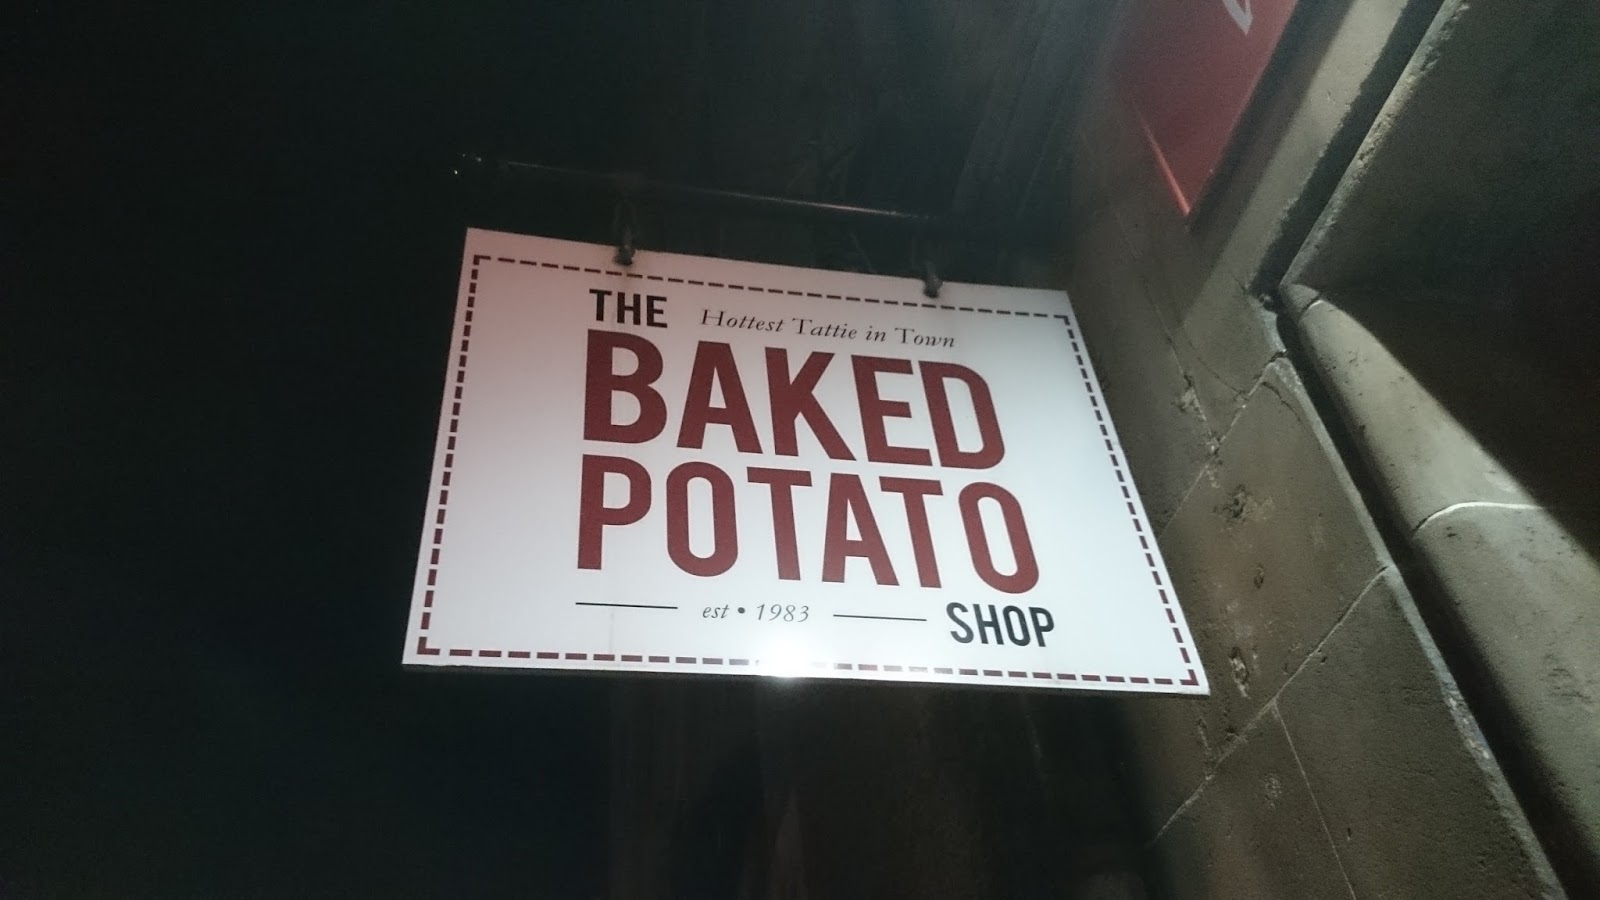 THE
Hottest Tattie in Town
BAKED
POTATO
est • 1983
SHOP